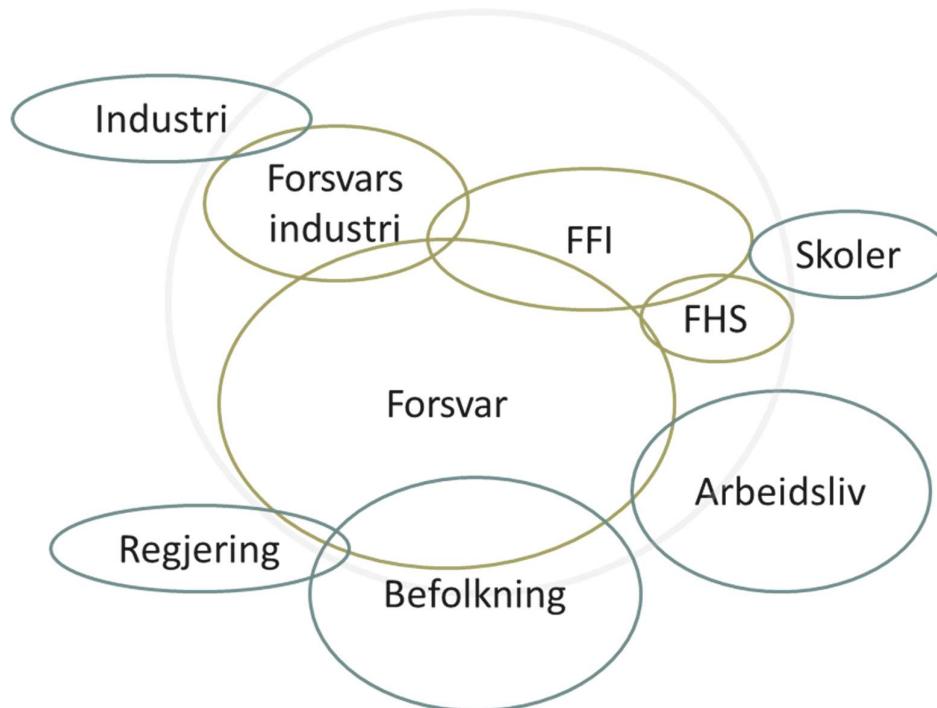 Industri
Forsvars
industri
FFI
Skoler
FHS
Forsvar
Arbeidsliv
Regjering
Befolkning